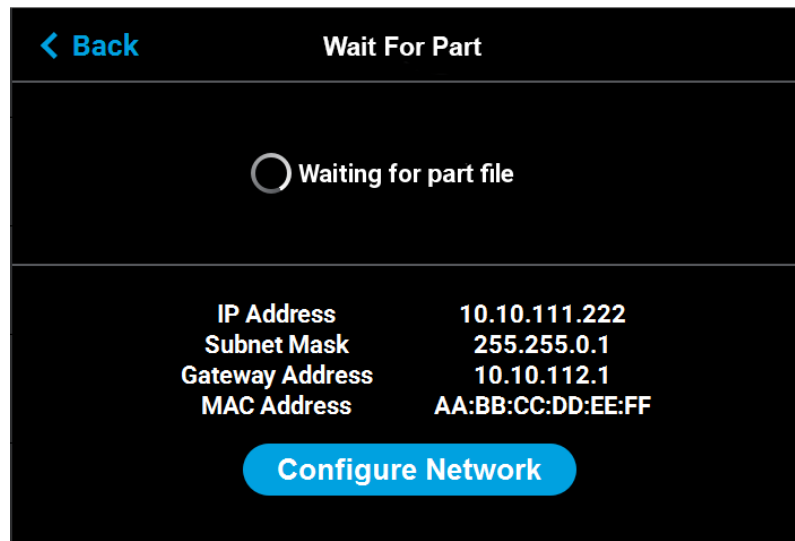 Back
Wait For Part
Waiting for part file
IP Address 10.10.111.222
Subnet Mask 255.255.0.1
Gateway Address 10.10.112.1
MAC Address AA:BB:CC:DD:EE:FF
Configure Network